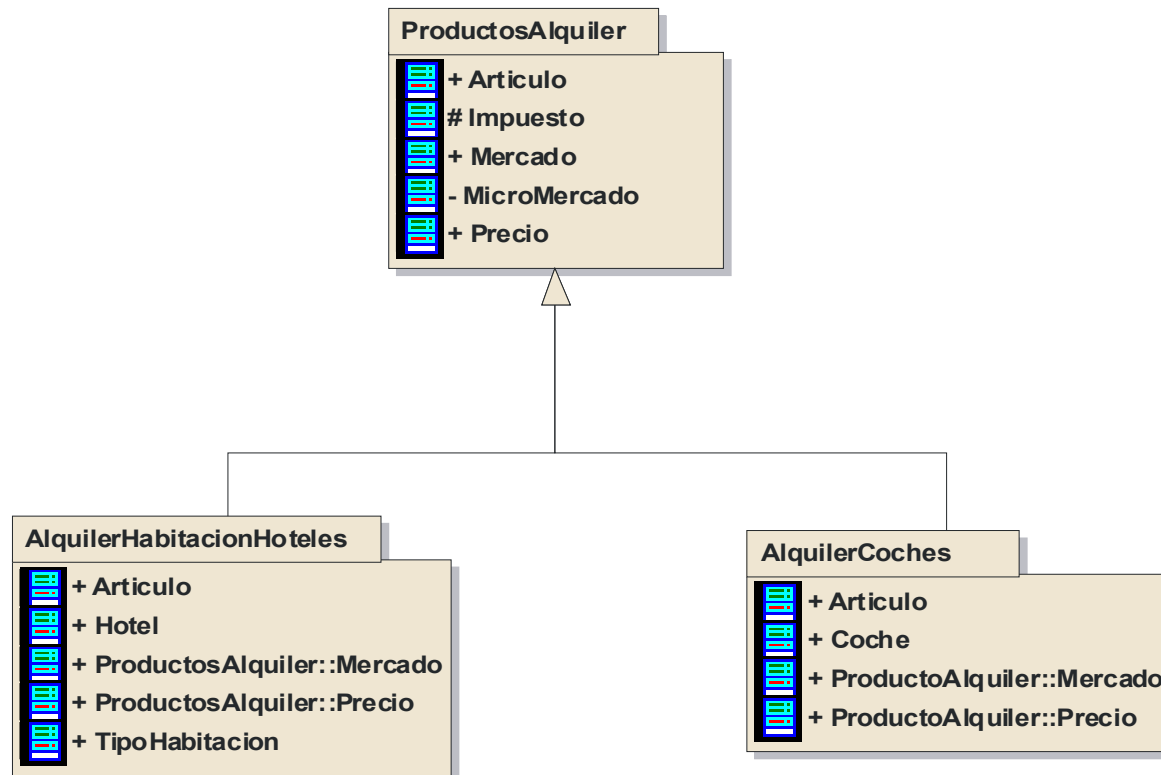 ProductosAlquiler
+ Articulo
# Impuesto
+ Mercado
- MicroMercado
+ Precio
AlquilerHabitacionHoteles
+ Articulo
+ Hotel
+ ProductosAlquiler::Mercado
+ ProductosAlquiler::Precio
+ TipoHabitacion
AlquilerCoches
+ Articulo
+ Coche
+ ProductoAlquiler::Mercado
+ ProductoAlquiler::Precio